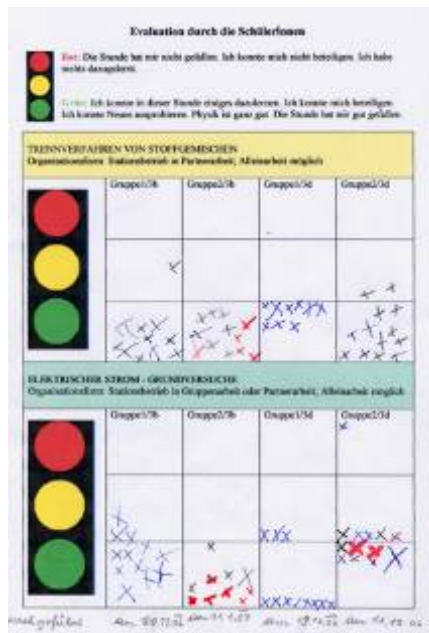 Evaluation durch die SchülerInnen
Rot: Die Stunde hat mir nicht gefallen. Ich konnte mich nicht beteiligen. Ich habe
nichts dazugelernt.
Grün: Ich konnte in dieser Stunde einiges dazulernen. Ich konnte mich beteiligen.
Ich konnte Neues ausprobieren. Physik ist ganz gut. Die Stunde hat mir gut gefallen.
TRENNVERFAHREN VON STOFFGEMISCHEN
Organisationsform: Stationsbetrieb in Partnerarbeit, Alleinarbeit möglich
Gruppe1/3b Gruppe2/3b Gruppe1/3d Gruppe2/3d
ELEKTRISCHER STROM - GRUNDVERSUCHE
Organisationsform: Stationsbetrieb in Gruppenarbeit oder Partnerarbeit, Alleinarbeit möglich
Gruppe1/3b Gruppe2/3b Gruppe1/3d Gruppe2/3d